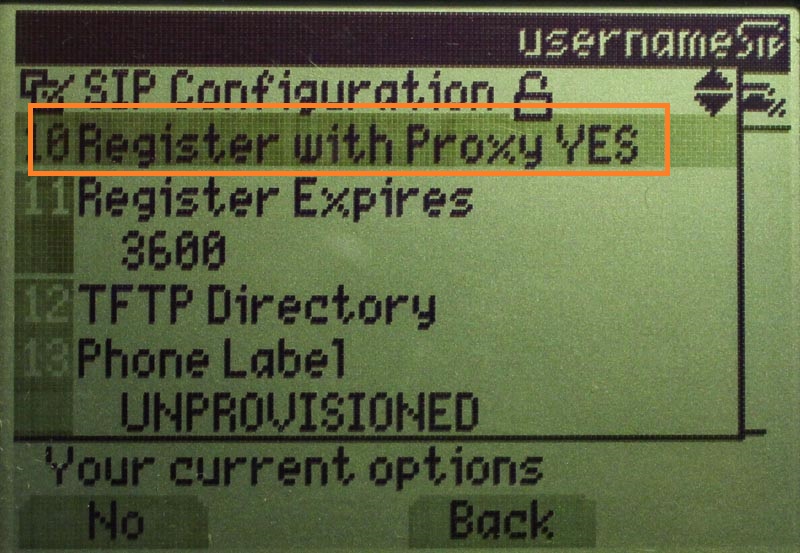 usernameSIP
SIP Configuration
10 Register with Proxy YES
11 Register Expires
3600
12 TFTP Directory
13 Phone Label
UNPROVISIONED
Your current options
No Back